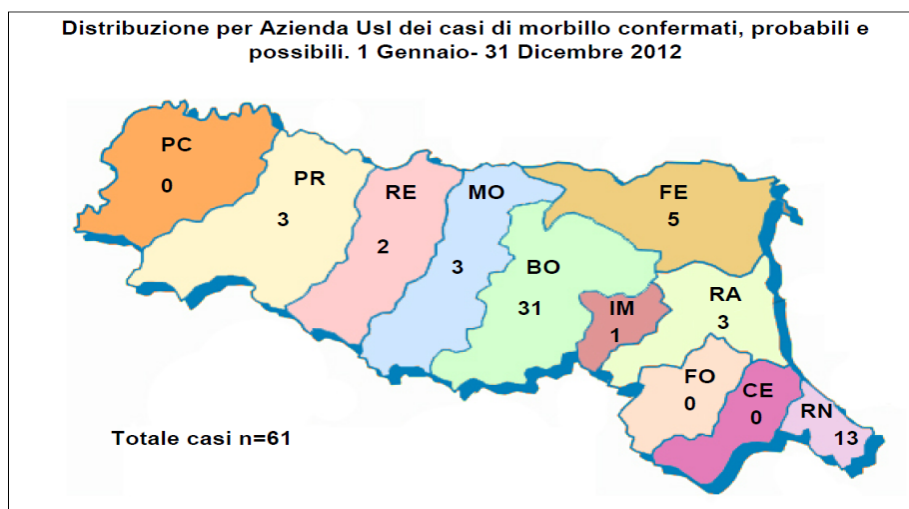 Distribuzione per Azienda Usl dei casi di morbillo confermati, probabili e
possibili. 1 Gennaio- 31 Dicembre 2012
PC
0
PR
3
RE
2
MO
3
FE
5
BO
31
IM
1
RA
3
FO
0
CE
0
RN
13
Totale casi n=61